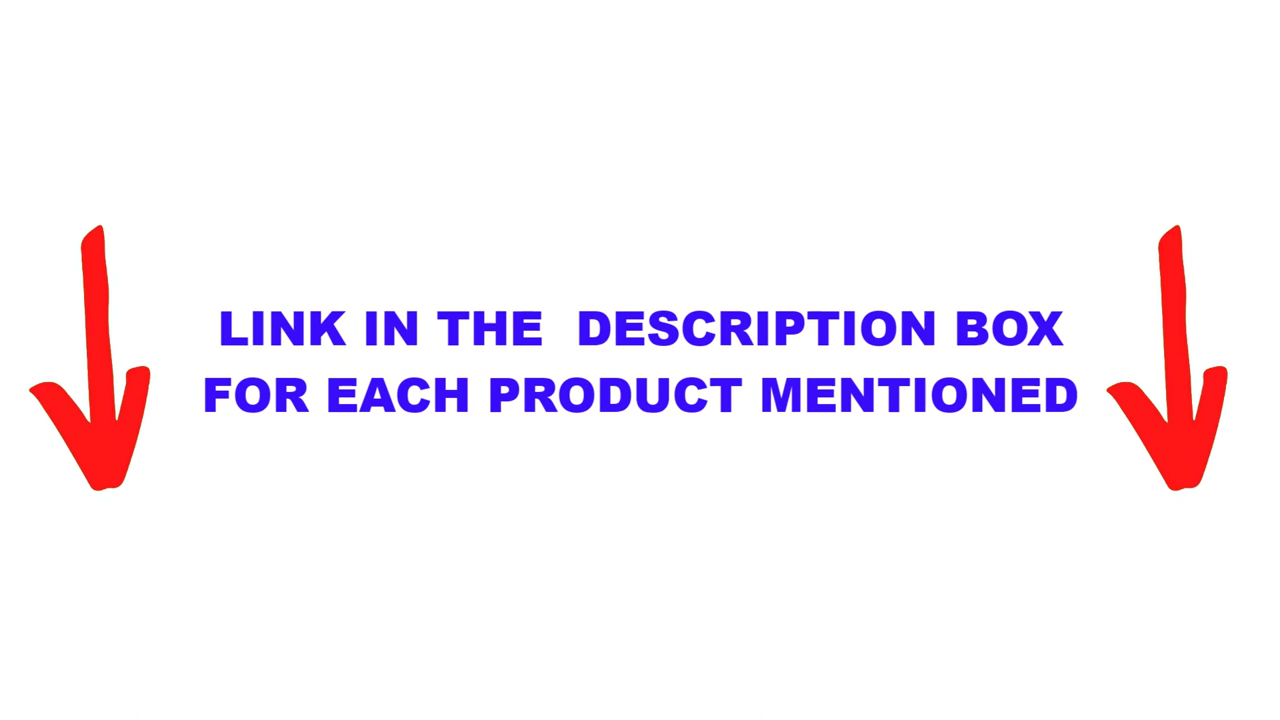 LINK IN THE  DESCRIPTION BOX
FOR EACH PRODUCT MENTIONED